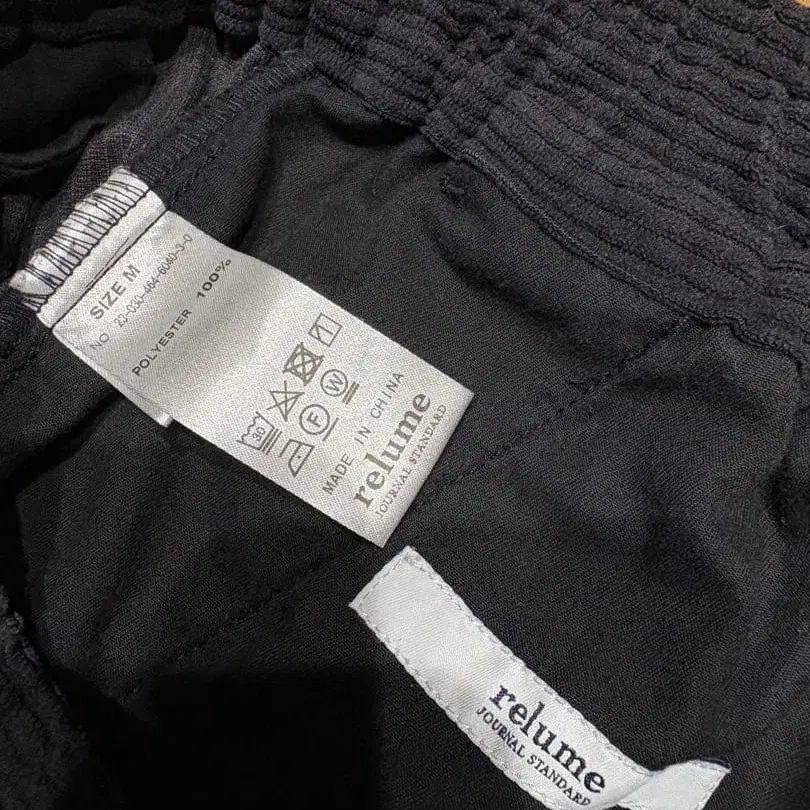 SIZE M
NO 23-030-464-6040-3-0
POLYESTER 100%
30
F W
MADE IN CHINA
relume
JOURNAL STANDARD
relume
JOURNAL STANDARD